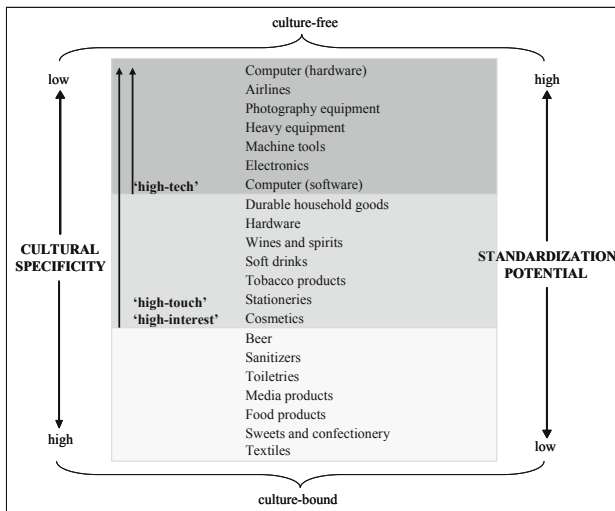 culture-free
low
high
Computer (hardware)
Airlines
Photography equipment
Heavy equipment
Machine tools
Electronics
‘high-tech’ Computer (software)
Durable household goods
Hardware
Wines and spirits
CULTURAL
SPECIFICITY
Soft drinks
STANDARDIZATION
POTENTIAL
Tobacco products
‘high-touch’ Stationeries
‘high-interest’ Cosmetics
Beer
Sanitizers
Toiletries
Media products
Food products
Sweets and confectionery
Textiles
high
low
culture-bound